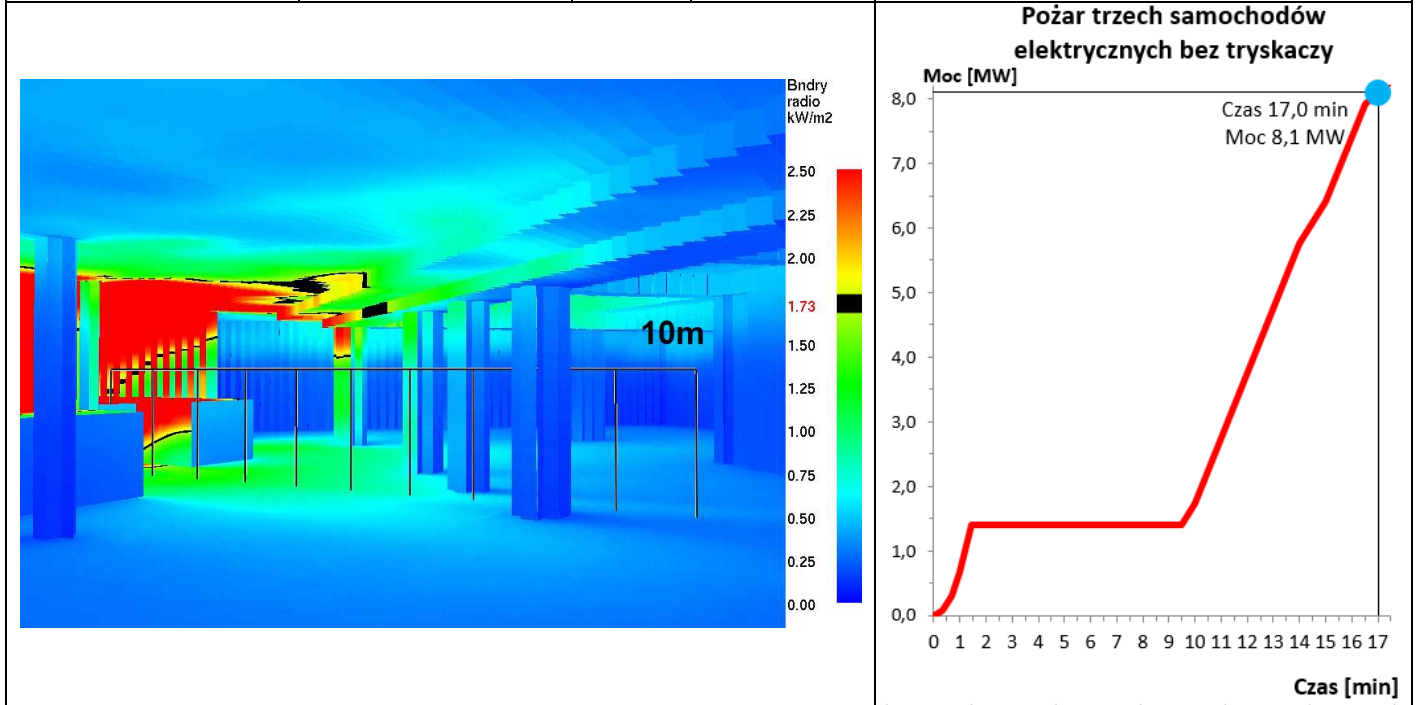 Bndry
radio
kW/m2
2.50
2.25
2.00
1.73
1.50
1.25
1.00
0.75
0.50
0.25
0.00
10m
Pożar trzech samochodów
elektrycznych bez tryskaczy
Moc [MW]
8,0
7,0
6,0
5,0
4,0
3,0
2,0
1,0
0,0
Czas 17,0 min
Moc 8,1 MW
0 1 2 3 4 5 6 7 8 9 10 11 12 13 14 15 16 17
Czas [min]